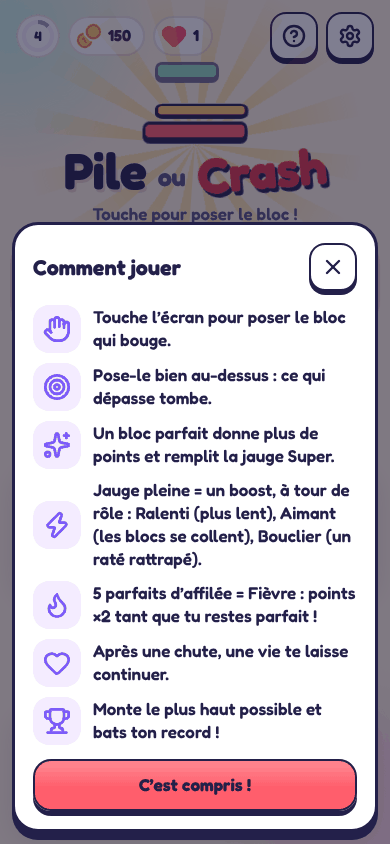 4
150
1
Pile ou Crash
Touche pour poser le bloc !
Comment jouer
Touche l'écran pour poser le bloc
qui bouge.
Pose-le bien au-dessus : ce qui
dépasse tombe.
Un bloc parfait donne plus de
points et remplit la jauge Super.
Jauge pleine = un boost, à tour de
rôle : Ralenti (plus lent), Aimant
(les blocs se collent), Bouclier (un
raté rattrapé).
5 parfaits d'affilée = Fièvre : points
×2 tant que tu restes parfait !
Après une chute, une vie te laisse
continuer.
Monte le plus haut possible et
bats ton record !
C'est compris !